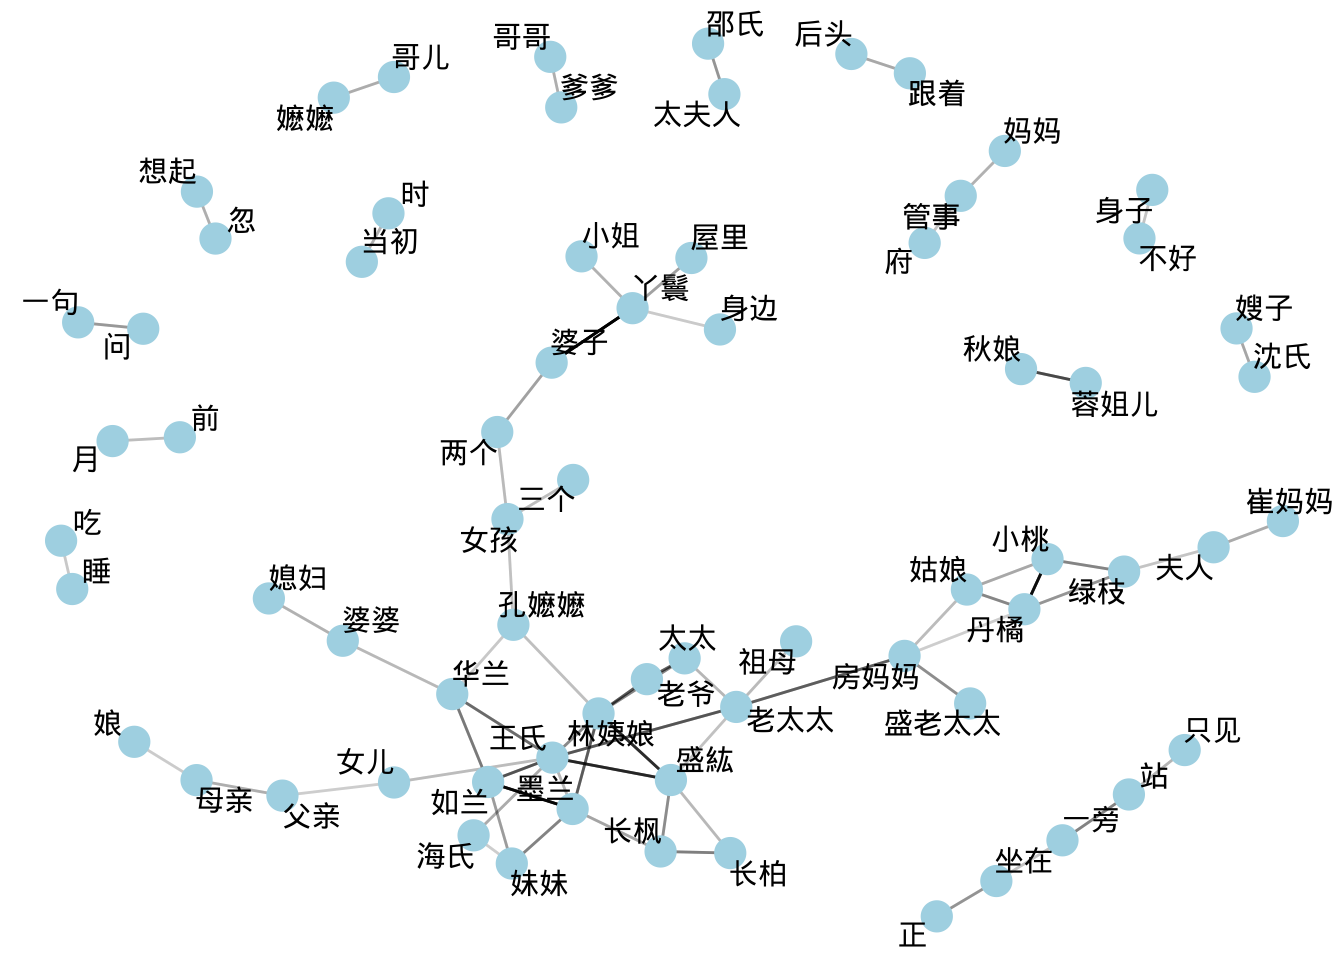 邵氏
哥哥
后头
哥儿
爹爹
跟着
太夫人
嬷嬷
妈妈
想起
时
身子
忽
管事
当初
小姐
屋里
府
不好
丫鬟
一句
身边
嫂子
问
婆子
秋娘
沈氏
蓉姐儿
前
月
两个
三个
崔妈妈
吃
女孩
小桃
夫人
睡
媳妇
姑娘
绿枝
孔嬷嬷
婆婆
丹橘
太太
祖母
华兰
房妈妈
老爷
娘
老太太
盛老太太
只见
王氏
林姨娘
女儿
盛紘
站
母亲
如兰
墨兰
父亲
一旁
长枫
海氏
坐在
长柏
妹妹
正